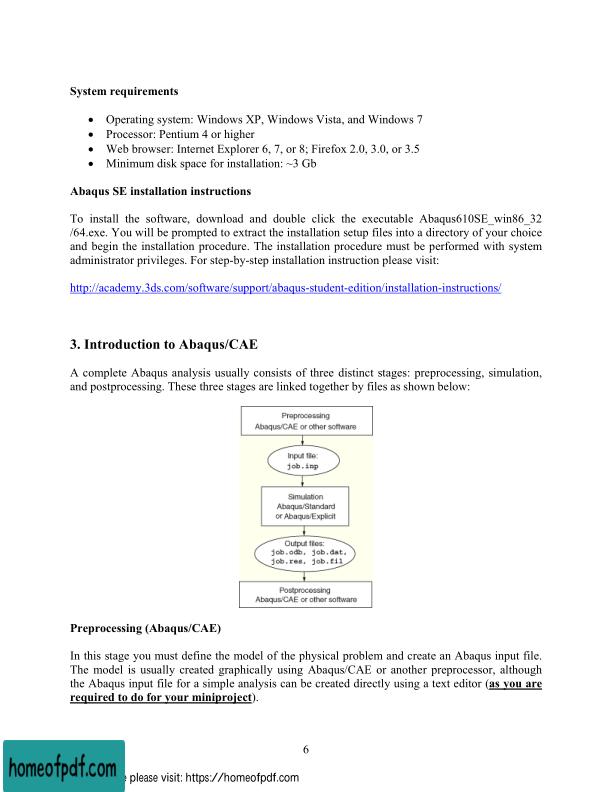 System requirements
• Operating system: Windows XP, Windows Vista, and Windows 7
• Processor: Pentium 4 or higher
• Web browser: Internet Explorer 6, 7, or 8; Firefox 2.0, 3.0, or 3.5
• Minimum disk space for installation: ~3 Gb
Abaqus SE installation instructions
To install the software, download and double click the executable Abaqus610SE_win86_32
/64.exe. You will be prompted to extract the installation setup files into a directory of your choice
and begin the installation procedure. The installation procedure must be performed with system
administrator privileges. For step-by-step installation instruction please visit:
http://academy.3ds.com/software/support/abaqus-student-edition/installation-instructions/
3. Introduction to Abaqus/CAE
A complete Abaqus analysis usually consists of three distinct stages: preprocessing, simulation,
and postprocessing. These three stages are linked together by files as shown below:
Preprocessing
Abaqus/CAE or other software
Input file:
job.inp
Simulation
Abaqus/Standard
or Abaqus/Explicit
Output files:
job.odb, job.dat,
job.res, job.fil
Postprocessing
Abaqus/CAE or other software
Preprocessing (Abaqus/CAE)
In this stage you must define the model of the physical problem and create an Abaqus input file.
The model is usually created graphically using Abaqus/CAE or another preprocessor, although
the Abaqus input file for a simple analysis can be created directly using a text editor (as you are
required to do for your miniproject).
6
homeofpdf.com
please visit: https://homeofpdf.com